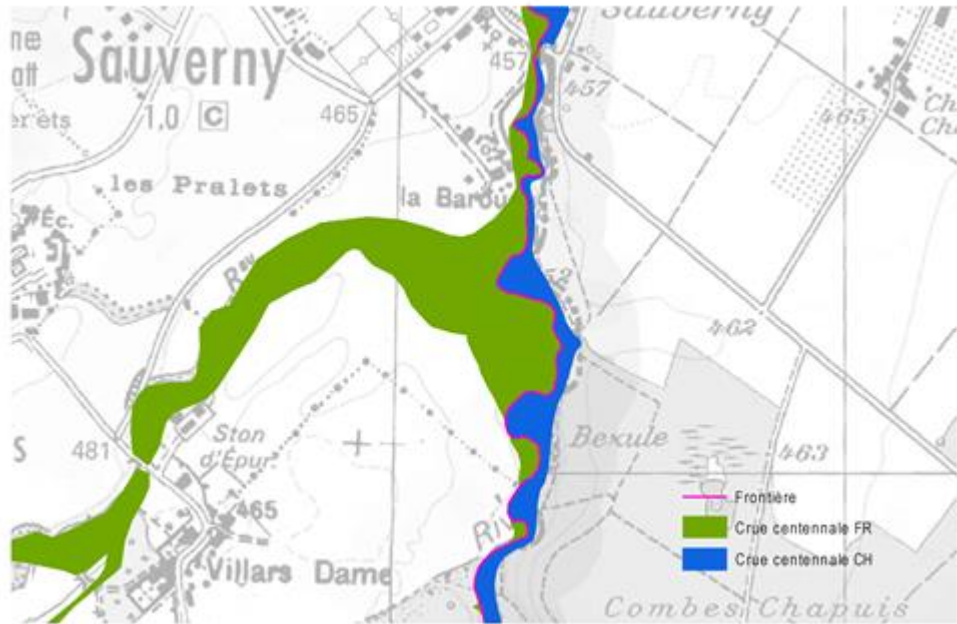 Sauverny
457
Sauverny
1,0 C
465
457
465
les Pralets
la Barou
Éc.
462
481
Ston
d'Épur.
Bexule
463
465
Frontière
Crue centennale FR
Crue centennale CH
Villars Dame
Combes Chapuis